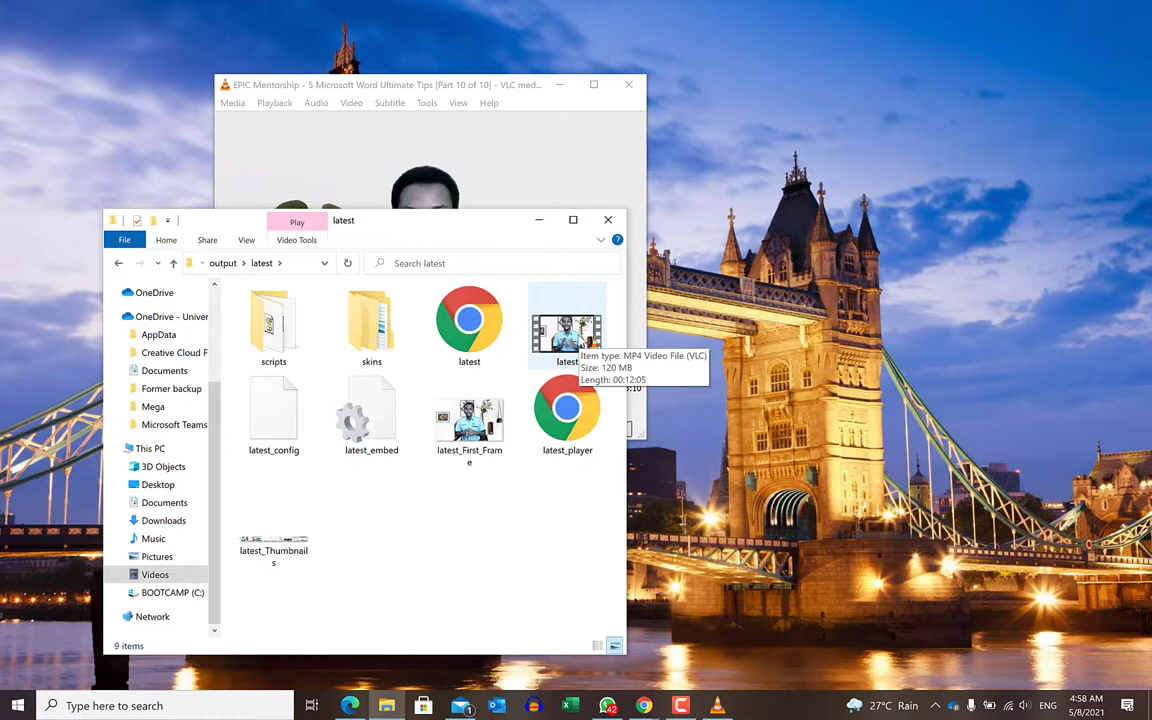 EPIC Mentorship - 5 Microsoft Word Ultimate Tips [Part 10 of 10] - VLC med...
Media Playback Audio Video Subtitle Tools View Help
Play latest
File Home Share View Video Tools
output latest Search latest
OneDrive
OneDrive - Univer
AppData
Creative Cloud F
Documents
Former backup
Mega
Microsoft Teams
This PC
3D Objects
Desktop
Documents
Downloads
Music
Pictures
Videos
BOOTCAMP (C:)
Network
scripts skins latest latest
Item type: MP4 Video File (VLC)
Size: 120 MB
Length: 00:12:05
latest_config latest_embed latest_First_Fram
e
latest_player
latest_Thumbnail
s
9 items
Type here to search
1
42
27°C Rain
ENG
4:58 AM
5/8/2021